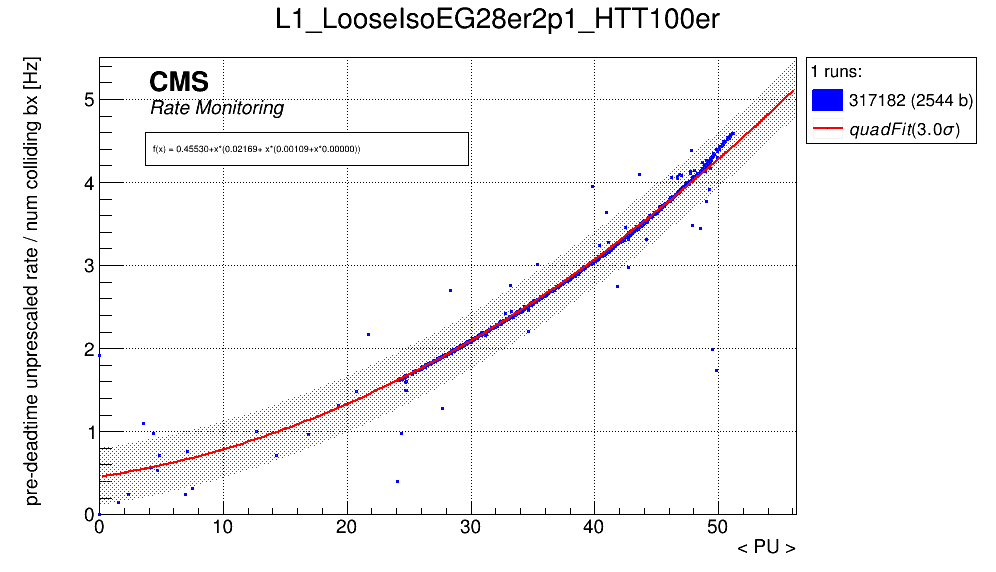 L1_LooseIsoEG28er2p1_HTT100er
pre-deadtime unprescaled rate / num colliding bx [Hz]
CMS
Rate Monitoring
f(x) = 0.45530+x*(0.02169+ x*(0.00109+x*0.00000))
1 runs:
317182 (2544 b)
quadFit(3.0σ)
5
4
3
2
1
0
0 10 20 30 40 50
< PU >